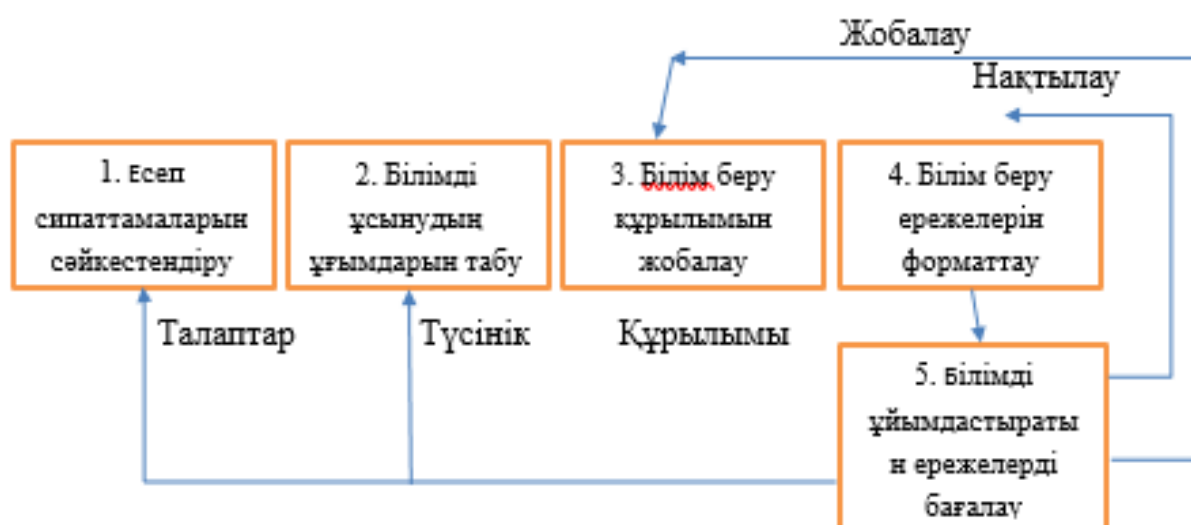 Жобалау
Нақтылау
1. Есеп
сипаттамаларын
сәйкестендіру
2. Білімді
ұсынудың
ұғымдарын табу
3. Білім беру
құрылымын
жобалау
4. Білім беру
ережелерін
форматтау
Талаптар
Түсінік
Құрылымы
5. Білімді
ұйымдастыраты
н ережелерді
бағалау